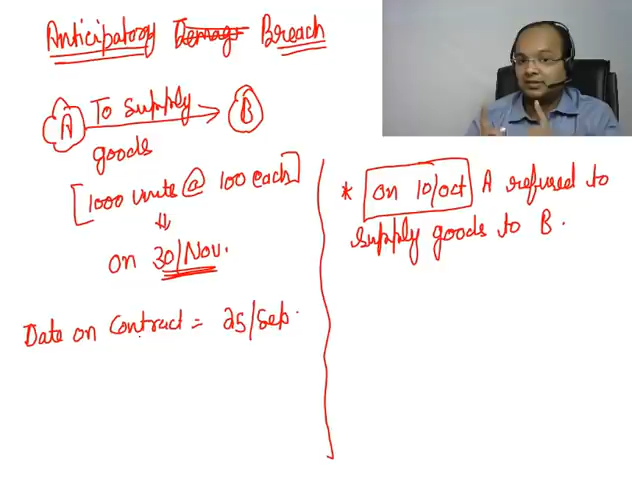 Anticipatory Damag Breach
A To supply B
goods
[1000 units @ 100 each]
⇓
on 30/Nov.
Date on Contract = 25/Sep.
* on 10/oct A refused to
supply goods to B.